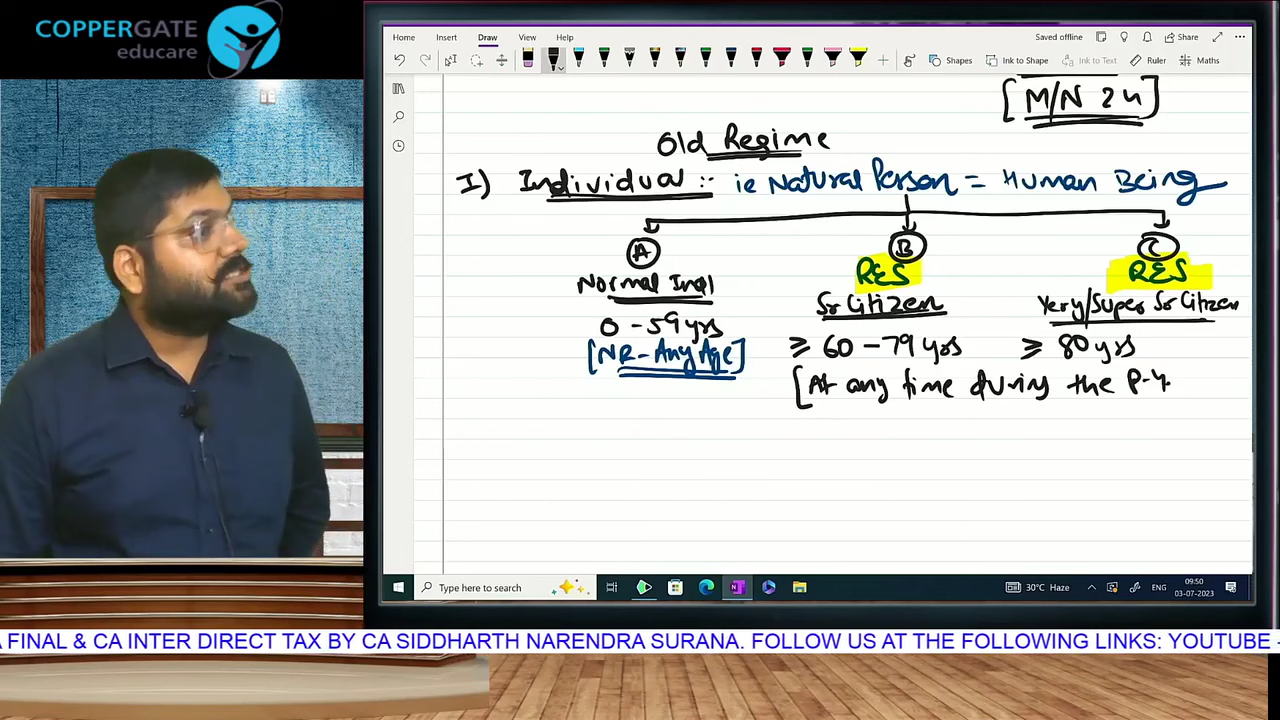 COPPERGATE
educare
Home Insert Draw View Help
Saved offline
Share
Shapes
Ink to Shape
Ink to Text
Ruler
Maths
[M/N 24]
Old Regime
I) Individual :- ie Natural Person = Human Being
A B C
RES RES
Normal Indl Sr Citizen Very/Super Sr Citizen
0 - 59 yrs ≥ 60 - 79 yrs ≥ 80 yrs
[NR - Any Age]
[At any time during the P.Y.
Type here to search
30°C Haze
ENG
09:50
03-07-2023
A FINAL & CA INTER DIRECT TAX BY CA SIDDHARTH NARENDRA SURANA. FOLLOW US AT THE FOLLOWING LINKS: YOUTUBE -